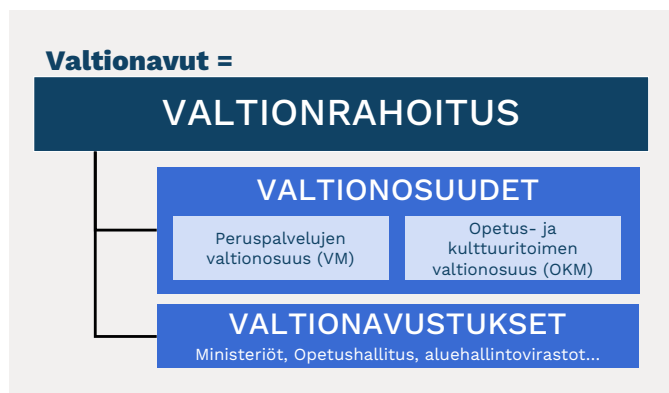 Valtionavut =
VALTIONRAHOITUS
VALTIONOSUUDET
Peruspalvelujen
valtionosuus (VM)
Opetus- ja
kulttuuritoimen
valtionosuus (OKM)
VALTIONAVUSTUKSET
Ministeriöt, Opetushallitus, aluehallintovirastot...